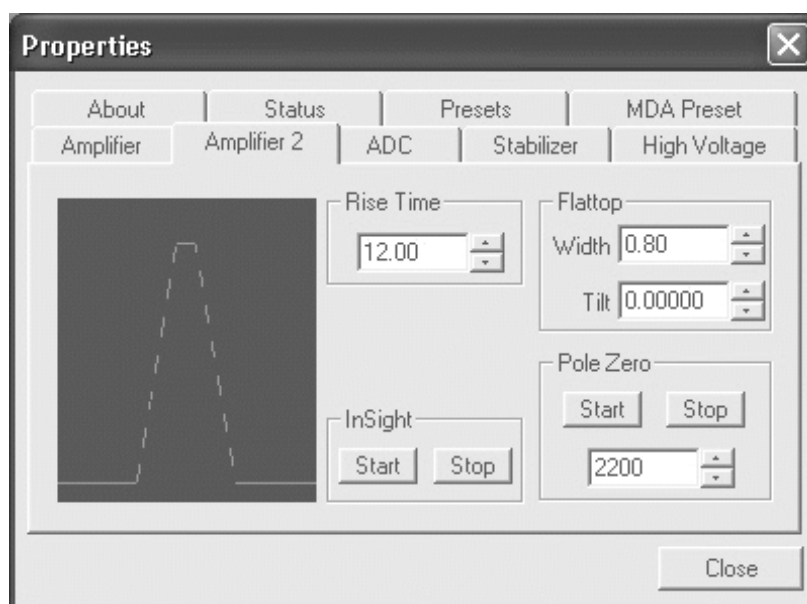 Properties
About Status Presets MDA Preset
Amplifier Amplifier 2 ADC Stabilizer High Voltage
Rise Time
12.00
Flattop
Width 0.80
Tilt 0.00000
InSight
Start Stop
Pole Zero
Start Stop
2200
Close